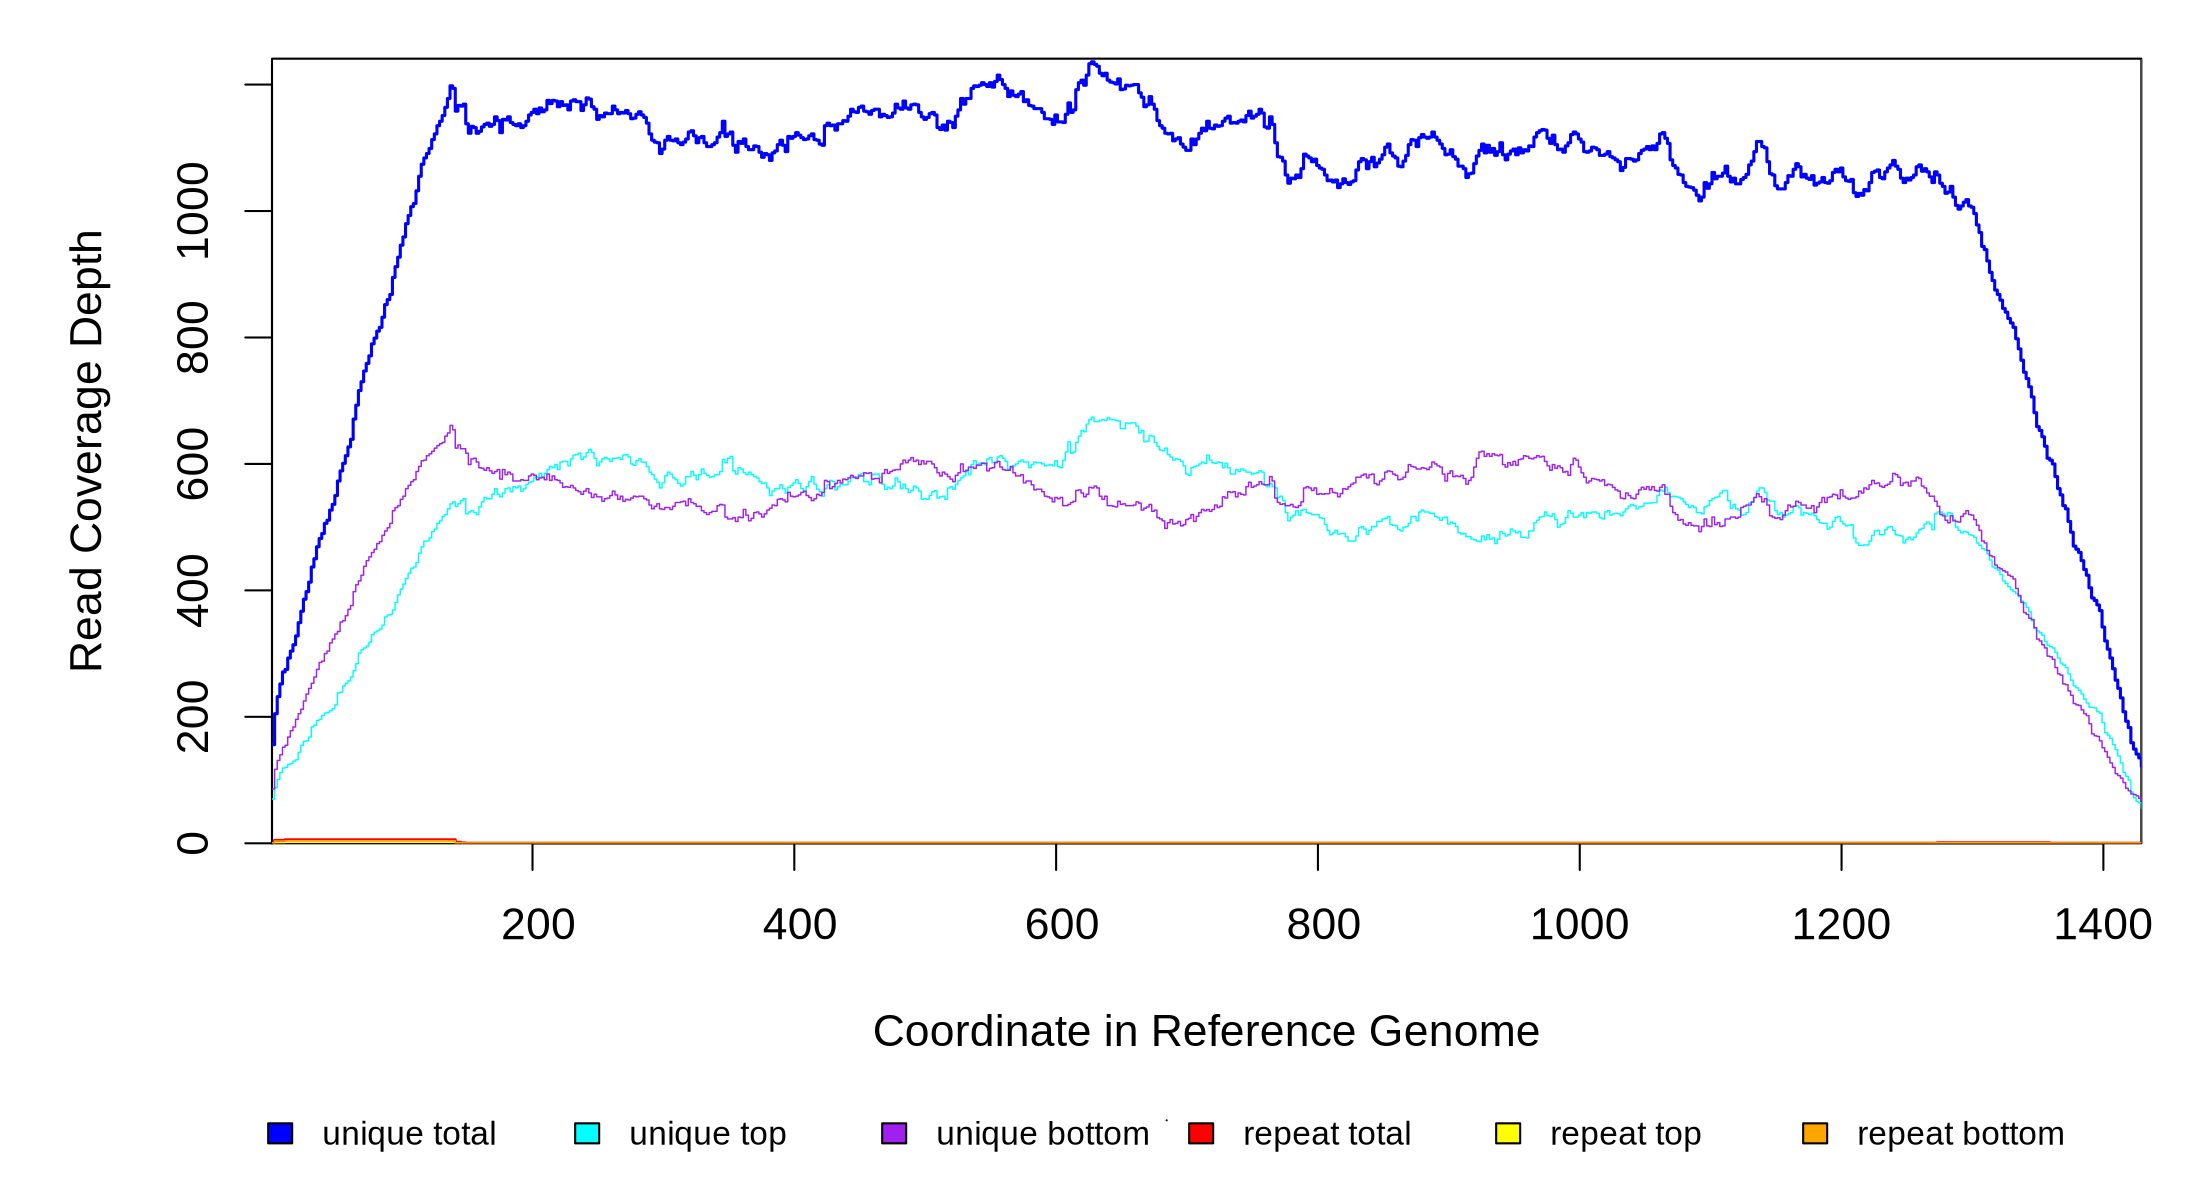 Read Coverage Depth
1000
800
600
400
200
0
200 400 600 800 1000 1200 1400
Coordinate in Reference Genome
unique total unique top unique bottom repeat total repeat top repeat bottom